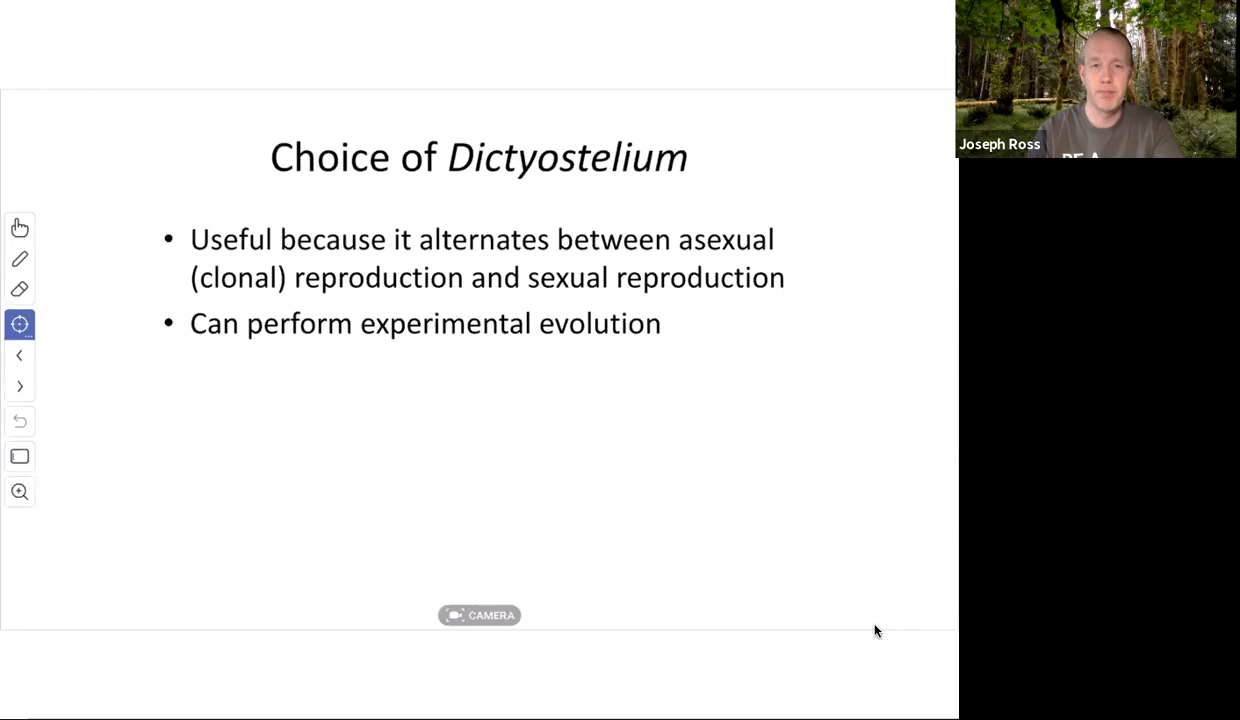 Choice of Dictyostelium
• Useful because it alternates between asexual
(clonal) reproduction and sexual reproduction
• Can perform experimental evolution
CAMERA
Joseph Ross
BE A